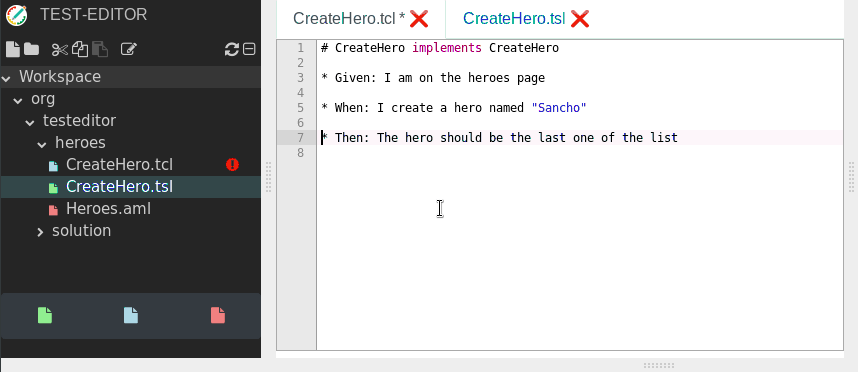 TEST-EDITOR
CreateHero.tcl *
CreateHero.tsl
Workspace
org
testeditor
heroes
CreateHero.tcl
CreateHero.tsl
Heroes.aml
solution
1 # CreateHero implements CreateHero
2
3 * Given: I am on the heroes page
4
5 * When: I create a hero named "Sancho"
6
7 * Then: The hero should be the last one of the list
8